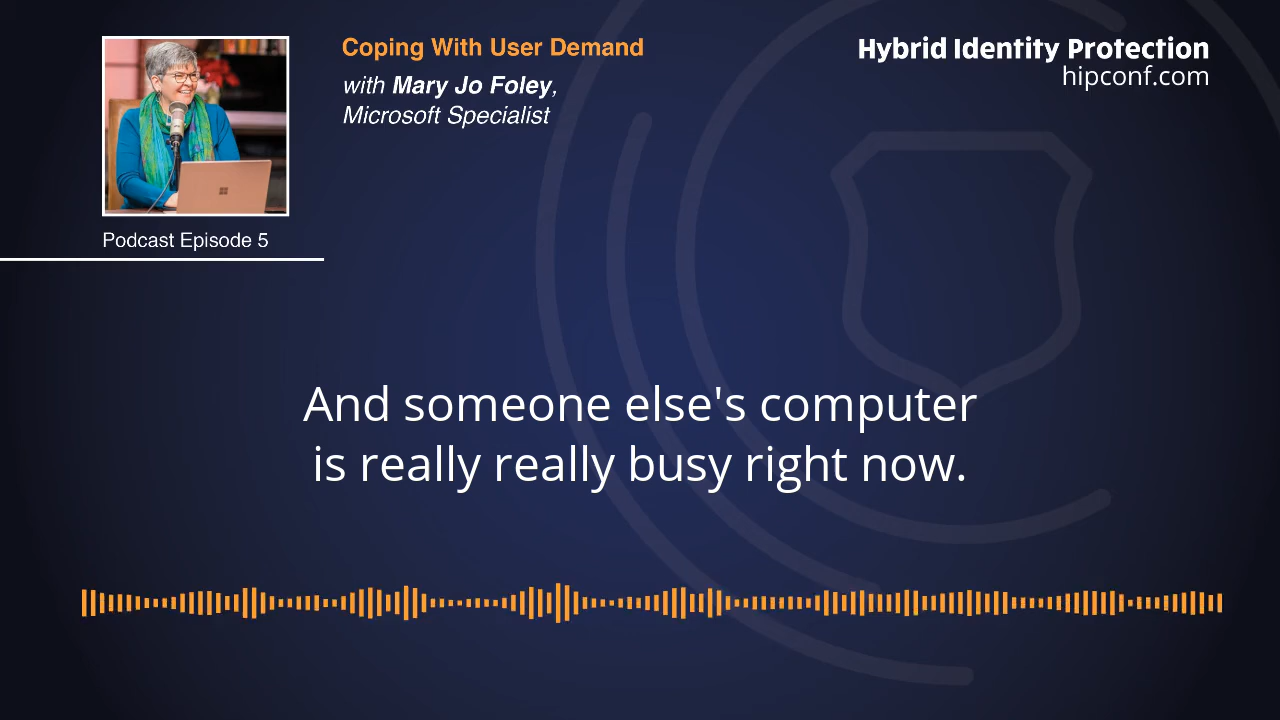 Coping With User Demand
with Mary Jo Foley,
Microsoft Specialist
Hybrid Identity Protection
hipconf.com
Podcast Episode 5
And someone else's computer
is really really busy right now.